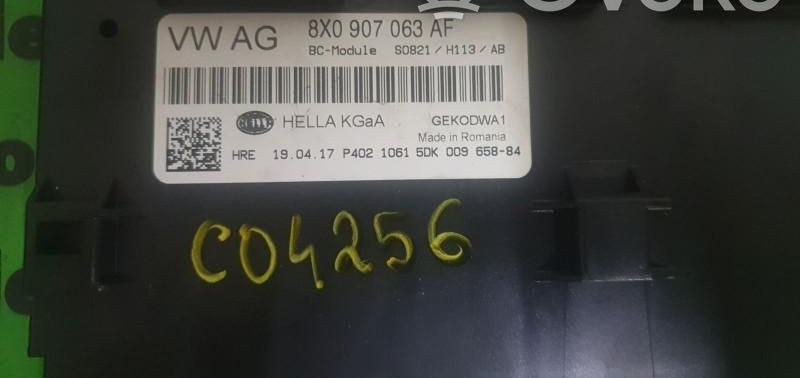 VW AG
8X0 907 063 AF
BC-Module S0821/H113/AB
HELLA
HELLA KGaA
GEKODWA1
Made in Romania
HRE 19.04.17 P402 1061 5DK 009 658-84
C04256